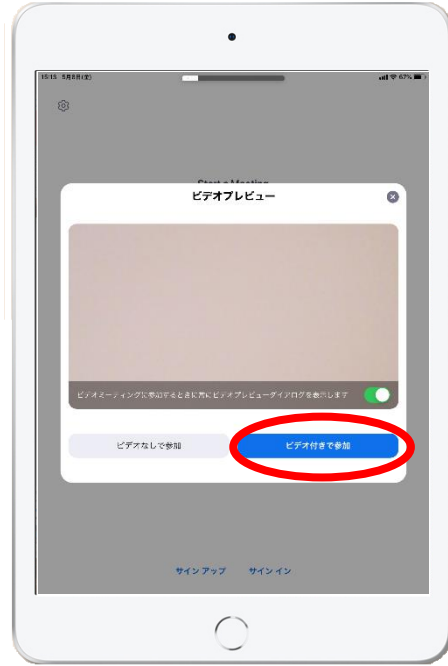 15:15 5月8日(金) 67%
Start a Meeting
ビデオプレビュー
ビデオミーティングに参加するときに常にビデオプレビューダイアログを表示します
ビデオなしで参加 ビデオ付きで参加
サインアップ サインイン